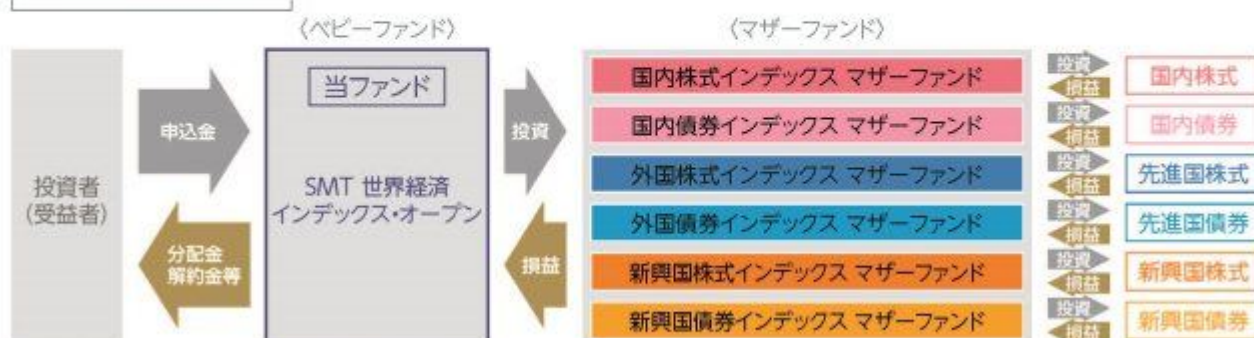 〈ベビーファンド〉
〈マザーファンド〉
投資者
(受益者)
申込金
分配金
解約金等
当ファンド
SMT 世界経済
インデックス・オープン
投資
損益
国内株式インデックス マザーファンド
国内債券インデックス マザーファンド
外国株式インデックス マザーファンド
外国債券インデックス マザーファンド
新興国株式インデックス マザーファンド
新興国債券インデックス マザーファンド
投資
損益
国内株式
投資
損益
国内債券
投資
損益
先進国株式
投資
損益
先進国債券
投資
損益
新興国株式
投資
損益
新興国債券